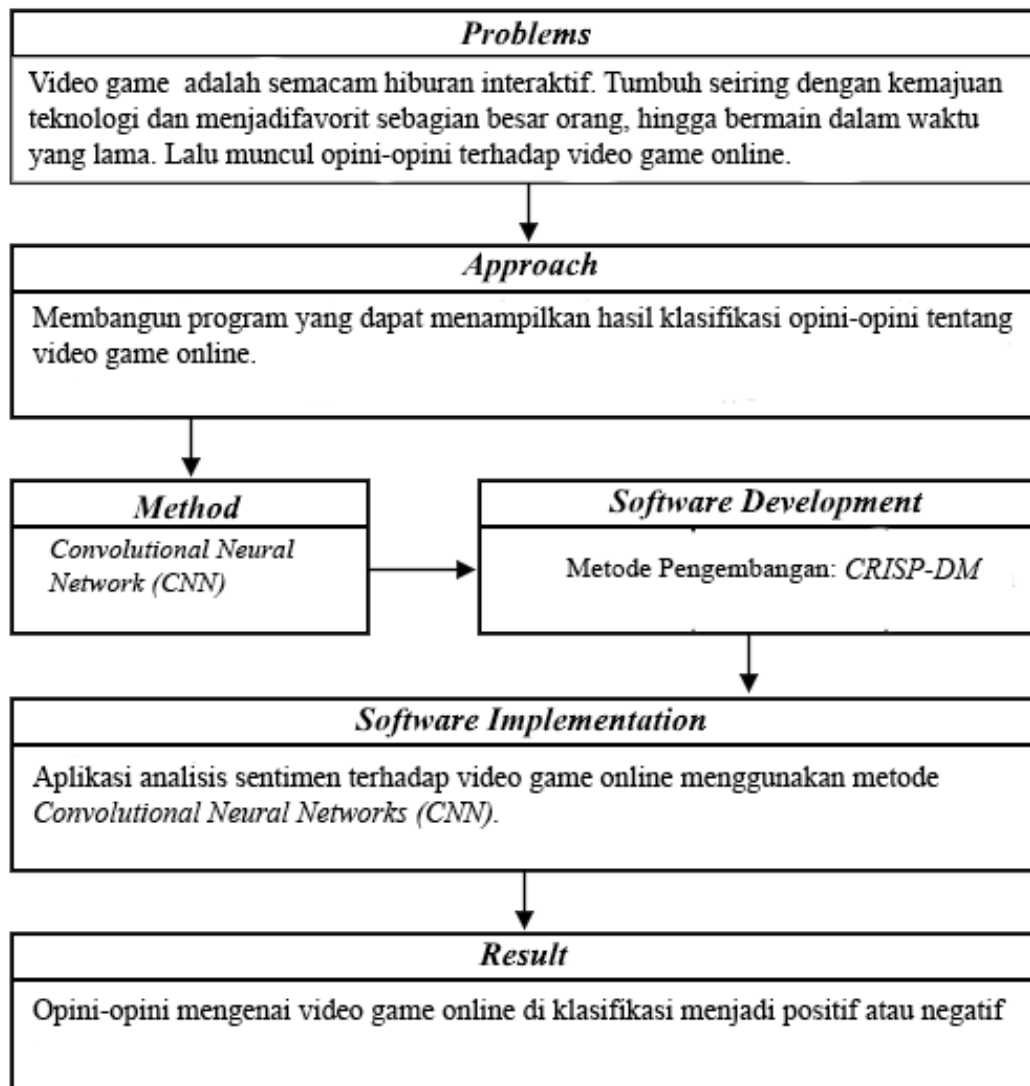 Problems
Video game adalah semacam hiburan interaktif. Tumbuh seiring dengan kemajuan
teknologi dan menjadifavorit sebagian besar orang, hingga bermain dalam waktu
yang lama. Lalu muncul opini-opini terhadap video game online.
Approach
Membangun program yang dapat menampilkan hasil klasifikasi opini-opini tentang
video game online.
Method
Convolutional Neural
Network (CNN)
Software Development
Metode Pengembangan: CRISP-DM
Software Implementation
Aplikasi analisis sentimen terhadap video game online menggunakan metode
Convolutional Neural Networks (CNN).
Result
Opini-opini mengenai video game online di klasifikasi menjadi positif atau negatif